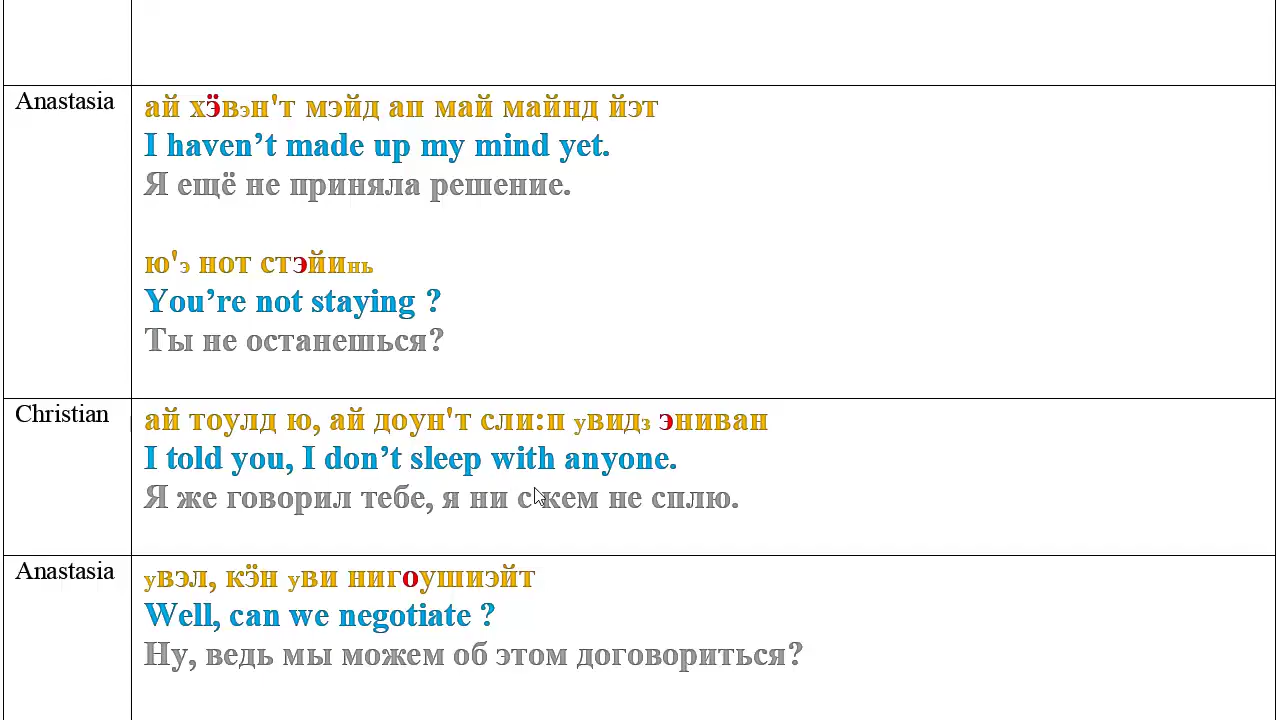 Anastasia
ай хӭвэн'т мэйд ап май майнд йэт
I haven’t made up my mind yet.
Я ещё не приняла решение.
ю'э нот стэйинь
You’re not staying ?
Ты не останешься?
Christian
ай тоулд ю, ай доун'т сли:п увидз эниван
I told you, I don’t sleep with anyone.
Я же говорил тебе, я ни с кем не сплю.
Anastasia
увэл, кӭн уви нигоушиэйт
Well, can we negotiate ?
Ну, ведь мы можем об этом договориться?